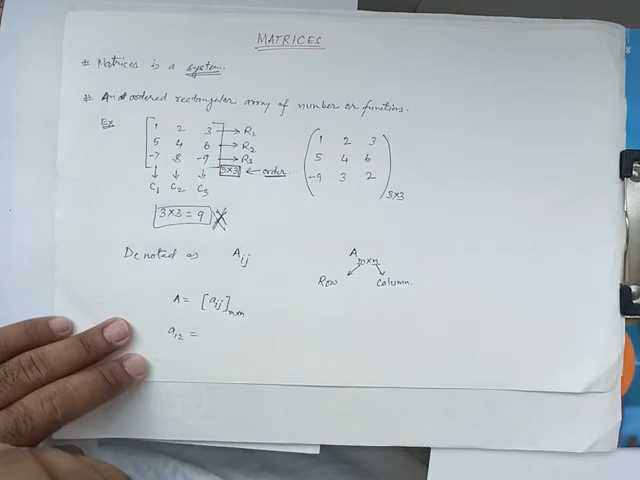 MATRICES
* Matrices is a system.
* An ordered rectangular array of number or functions.
Ex
1 2 3 → R1
5 4 6 → R2
-7 8 -9 → R3
3×3 ← order.
↓ ↓ ↓
C1 C2 C3
1 2 3
5 4 6
-9 3 2
3×3
3×3 = 9 ×
Denoted as Aij
Am×n
Row Column.
A = [aij]m×n
a12 =